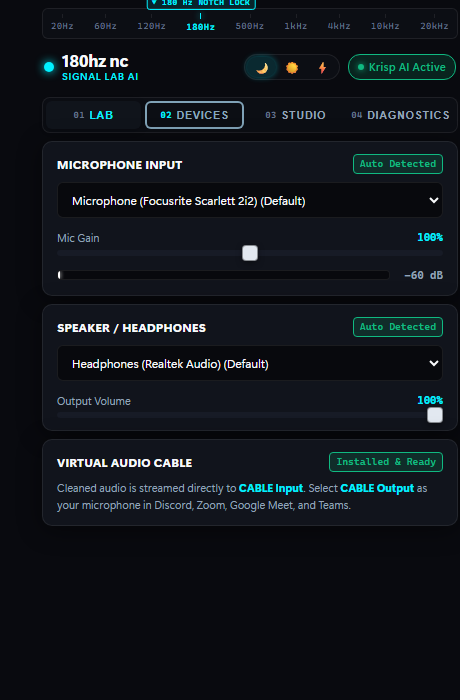 ▼ 180 Hz NOTCH LOCK
20Hz 60Hz 120Hz 180Hz 500Hz 1kHz 4kHz 10kHz 20kHz
180hz nc
SIGNAL LAB AI
Krisp AI Active
01 LAB 02 DEVICES 03 STUDIO 04 DIAGNOSTICS
MICROPHONE INPUT Auto Detected
Microphone (Focusrite Scarlett 2i2) (Default)
Mic Gain 100%
-60 dB
SPEAKER / HEADPHONES Auto Detected
Headphones (Realtek Audio) (Default)
Output Volume 100%
VIRTUAL AUDIO CABLE Installed & Ready
Cleaned audio is streamed directly to CABLE Input. Select CABLE Output as
your microphone in Discord, Zoom, Google Meet, and Teams.